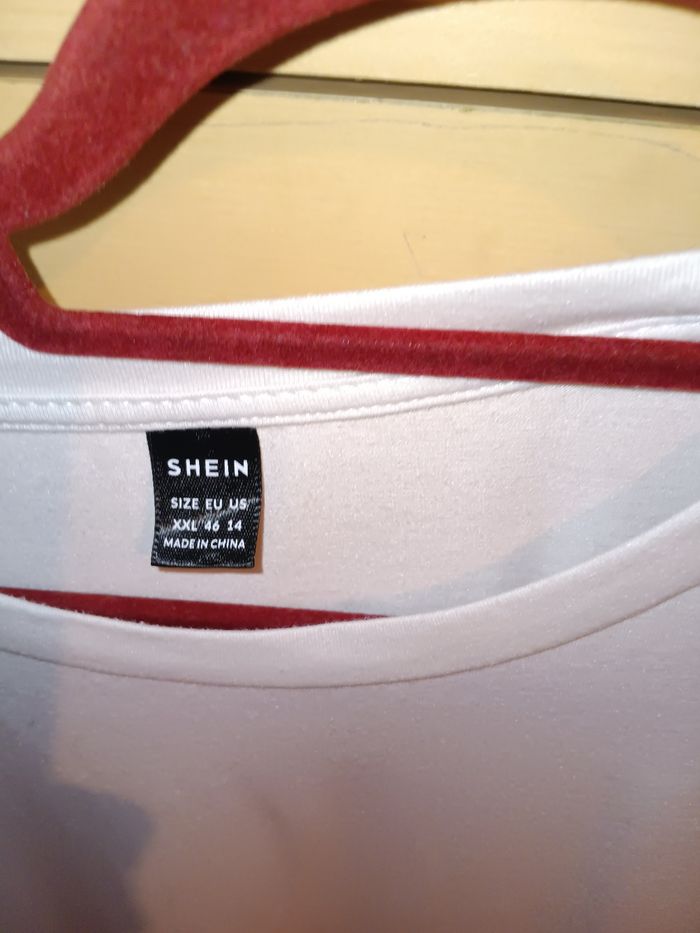 SHEIN
SIZE EU US
XXL 46 14
MADE IN CHINA